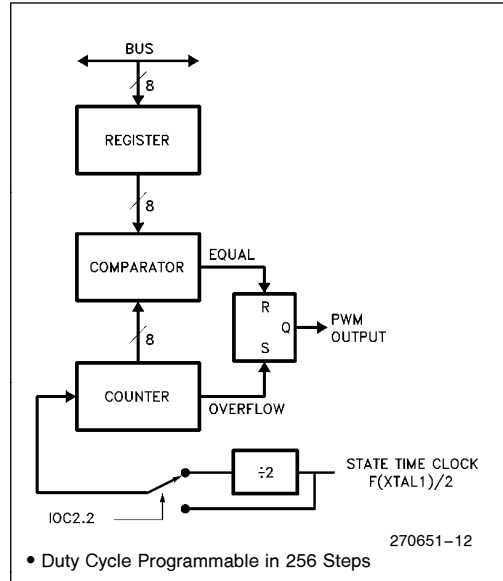 BUS
8
REGISTER
8
COMPARATOR
EQUAL
R
Q
PWM
OUTPUT
8
S
COUNTER
OVERFLOW
÷2
STATE TIME CLOCK
F(XTAL1)/2
IOC2.2
270651–12
• Duty Cycle Programmable in 256 Steps